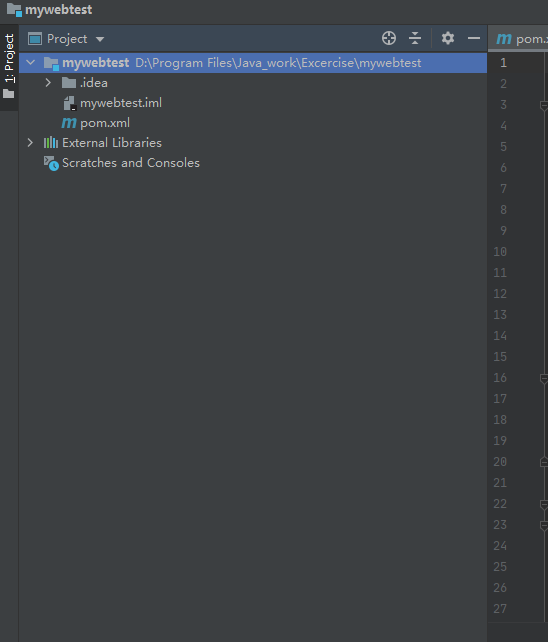 mywebtest
1: Project
Project
mywebtest D:\Program Files\Java_work\Excercise\mywebtest
.idea
mywebtest.iml
m pom.xml
External Libraries
Scratches and Consoles
m pom.x
1
2
3
4
5
6
7
8
9
10
11
12
13
14
15
16
17
18
19
20
21
22
23
24
25
26
27